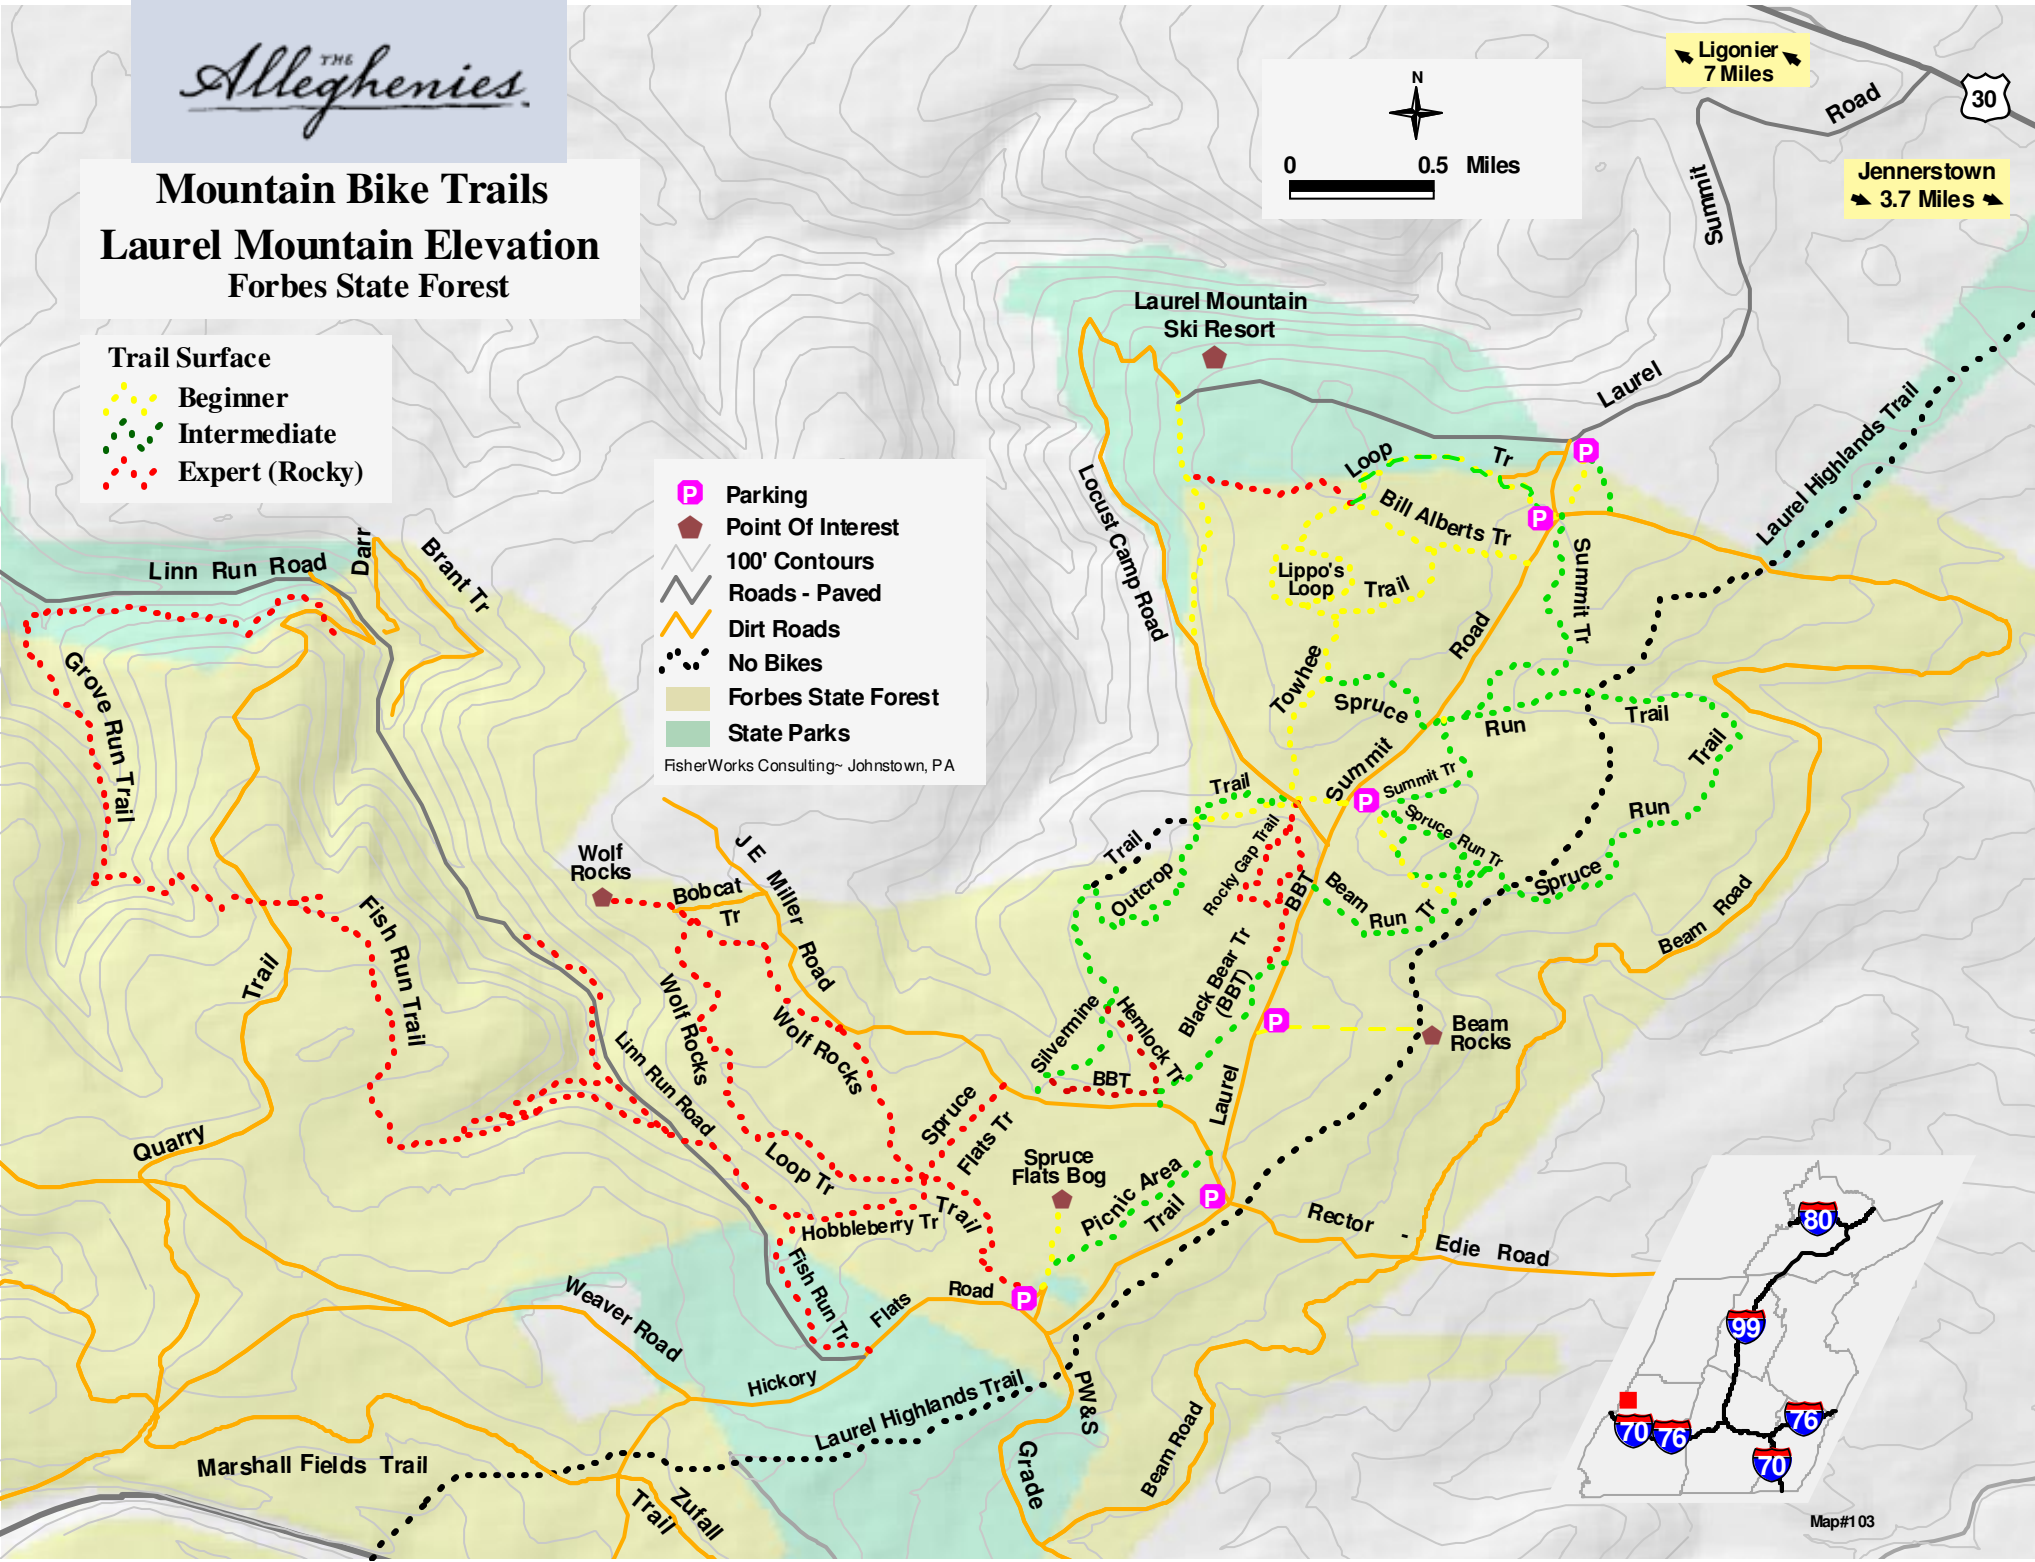 THE
Alleghenies
Mountain Bike Trails
Laurel Mountain Elevation
Forbes State Forest
Trail Surface
Beginner
Intermediate
Expert (Rocky)
P Parking
Point Of Interest
100' Contours
Roads - Paved
Dirt Roads
No Bikes
Forbes State Forest
State Parks
FisherWorks Consulting~ Johnstown, PA
N
0 0.5 Miles
Ligonier
7 Miles
30
Jennerstown
3.7 Miles
Laurel Summit Road
Laurel Mountain
Ski Resort
Laurel Highlands Trail
Locust Camp Road
Loop Tr
P
Bill Alberts Tr
P
Summit Tr
Lippo's
Loop
Trail
Road
Towhee
Spruce
Run
Trail
Trail
Run
Spruce
Summit
P
Summit Tr
Spruce Run Tr
Trail
Trail
Outcrop
Rocky Gap Trail
BBT
Beam
Run Tr
Beam Road
Black Bear Tr
(BBT)
P
Beam
Rocks
Silvermine
Hemlock Tr
BBT
Laurel
Linn Run Road
Darr
Brant Tr
Grove Run Trail
Fish Run Trail
Trail
Quarry
Wolf
Rocks
Bobcat
Tr
J E Miller Road
Wolf Rocks
Wolf Rocks
Linn Run Road
Loop Tr
Spruce
Flats Tr
Spruce
Flats Bog
Picnic Area
Trail
P
Hobbleberry Tr
Trail
Fish Run Tr
Flats
Road
P
Weaver Road
Hickory
Laurel Highlands Trail
PW&S
Grade
Beam Road
Rector - Edie Road
Marshall Fields Trail
Zufall
Trail
80
99
70
76
76
70
Map#103